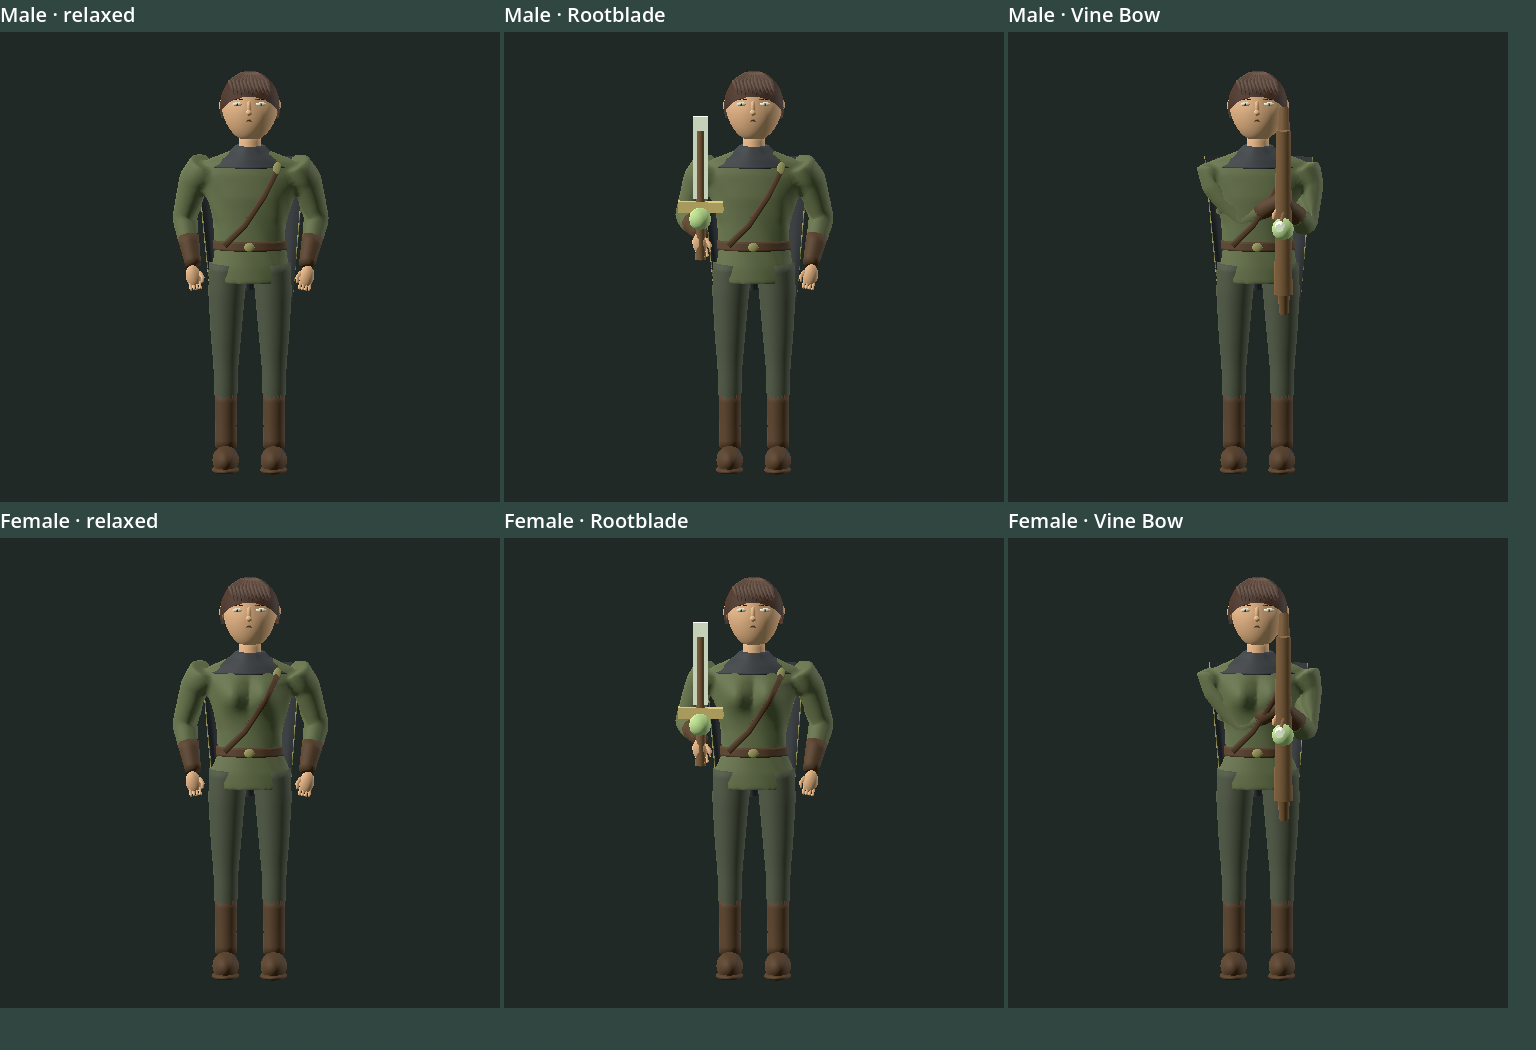 Male · relaxed
Male · Rootblade
Male · Vine Bow
Female · relaxed
Female · Rootblade
Female · Vine Bow